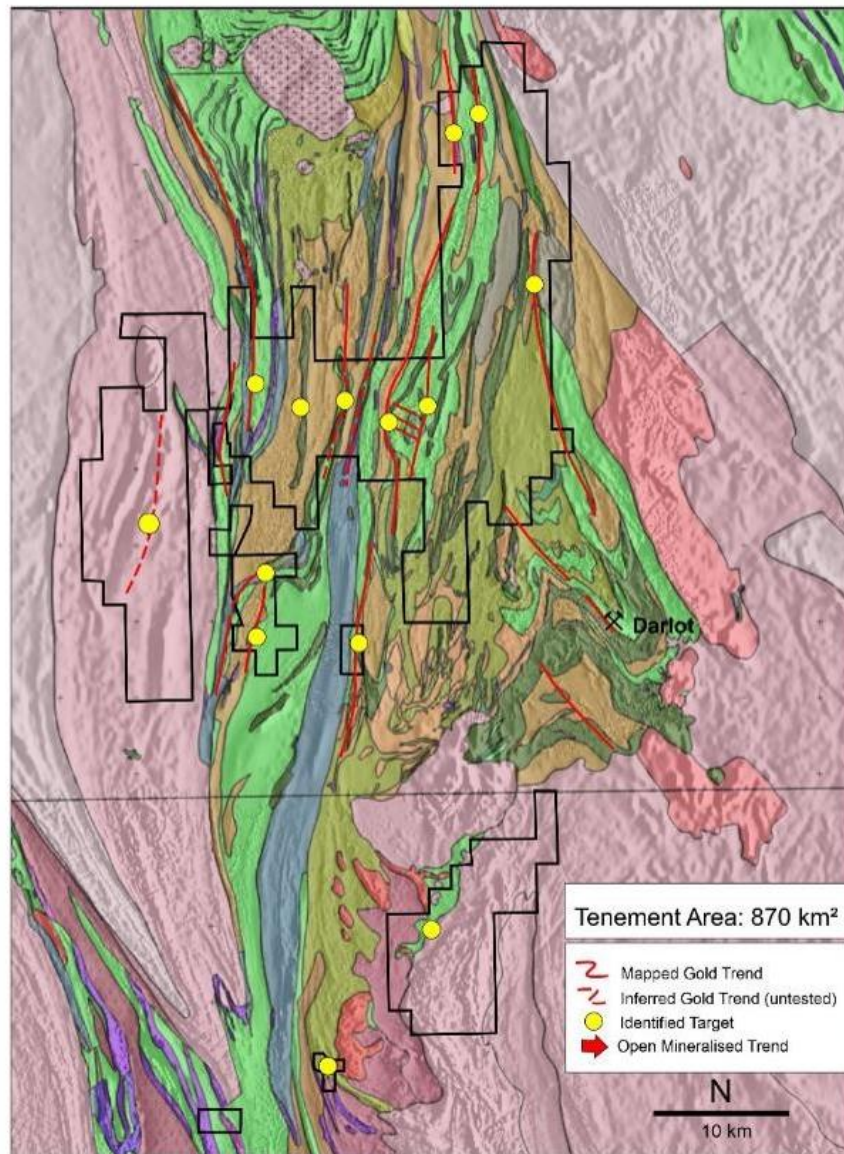 Darlot
Tenement Area: 870 km²
Mapped Gold Trend
Inferred Gold Trend (untested)
Identified Target
Open Mineralised Trend
N
10 km